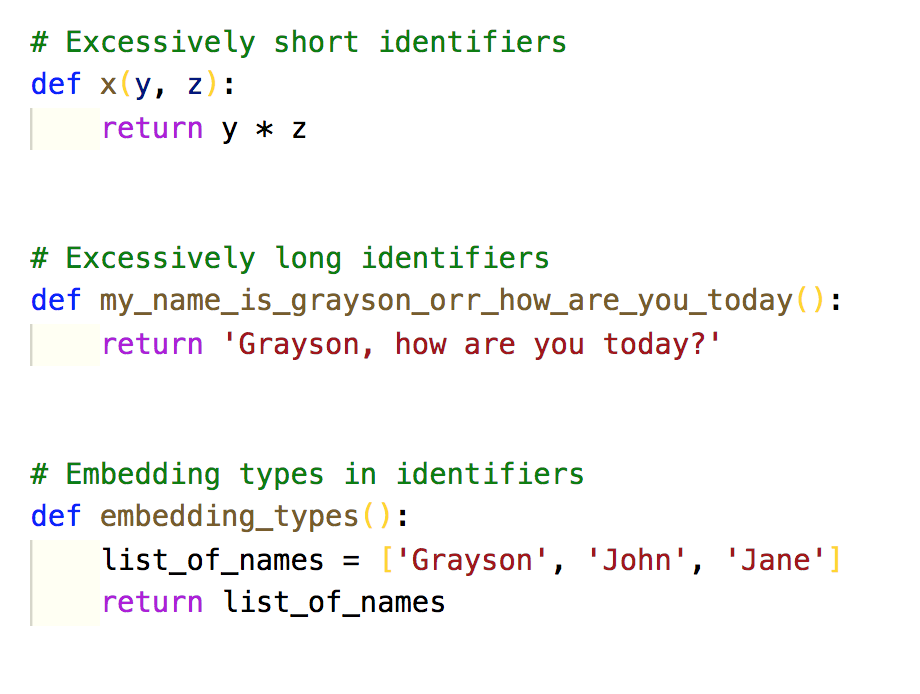 # Excessively short identifiers
def x(y, z):
    return y * z
# Excessively long identifiers
def my_name_is_grayson_orr_how_are_you_today():
    return 'Grayson, how are you today?'
# Embedding types in identifiers
def embedding_types():
    list_of_names = ['Grayson', 'John', 'Jane']
    return list_of_names